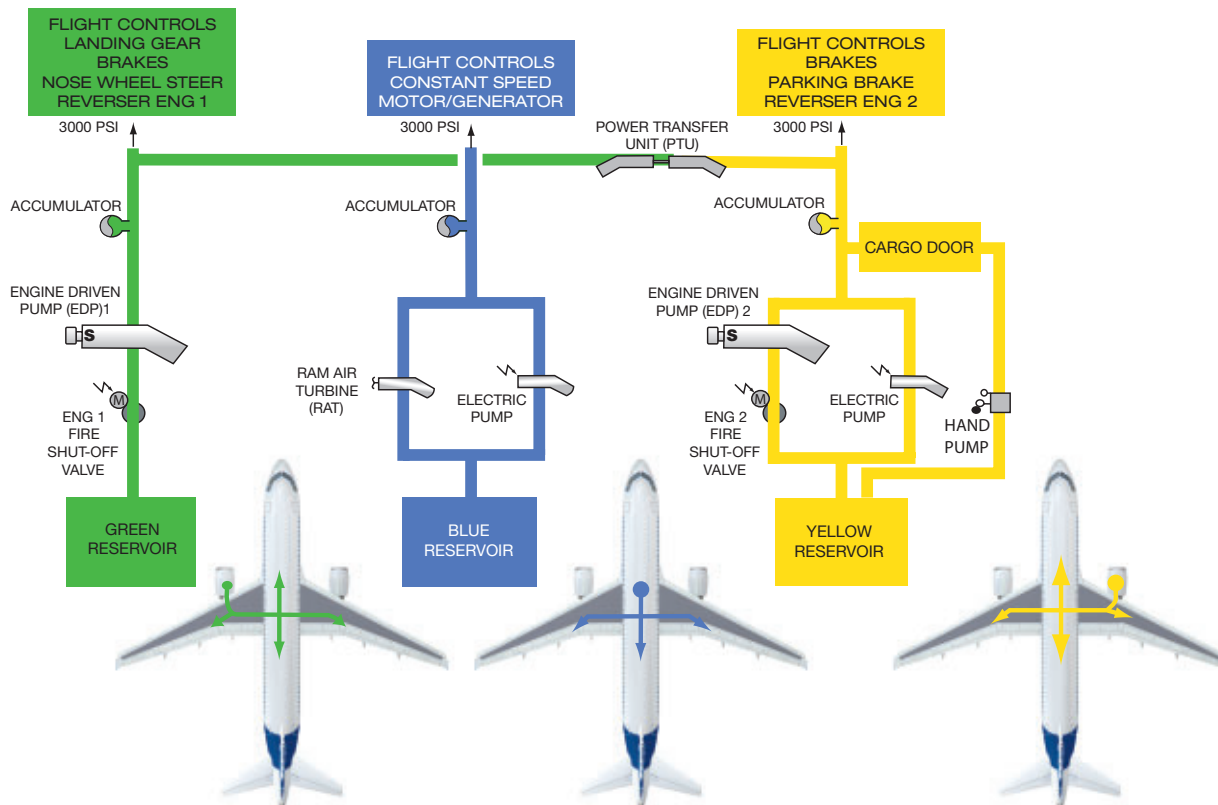 FLIGHT CONTROLS
LANDING GEAR
BRAKES
NOSE WHEEL STEER
REVERSER ENG 1
FLIGHT CONTROLS
CONSTANT SPEED
MOTOR/GENERATOR
FLIGHT CONTROLS
BRAKES
PARKING BRAKE
REVERSER ENG 2
3000 PSI
3000 PSI
POWER TRANSFER
UNIT (PTU)
3000 PSI
ACCUMULATOR
ACCUMULATOR
ACCUMULATOR
CARGO DOOR
ENGINE DRIVEN
PUMP (EDP)1
S
ENGINE DRIVEN
PUMP (EDP) 2
S
M
ENG 1
FIRE
SHUT-OFF
VALVE
RAM AIR
TURBINE
(RAT)
ELECTRIC
PUMP
M
ENG 2
FIRE
SHUT-OFF
VALVE
ELECTRIC
PUMP
HAND
PUMP
GREEN
RESERVOIR
BLUE
RESERVOIR
YELLOW
RESERVOIR